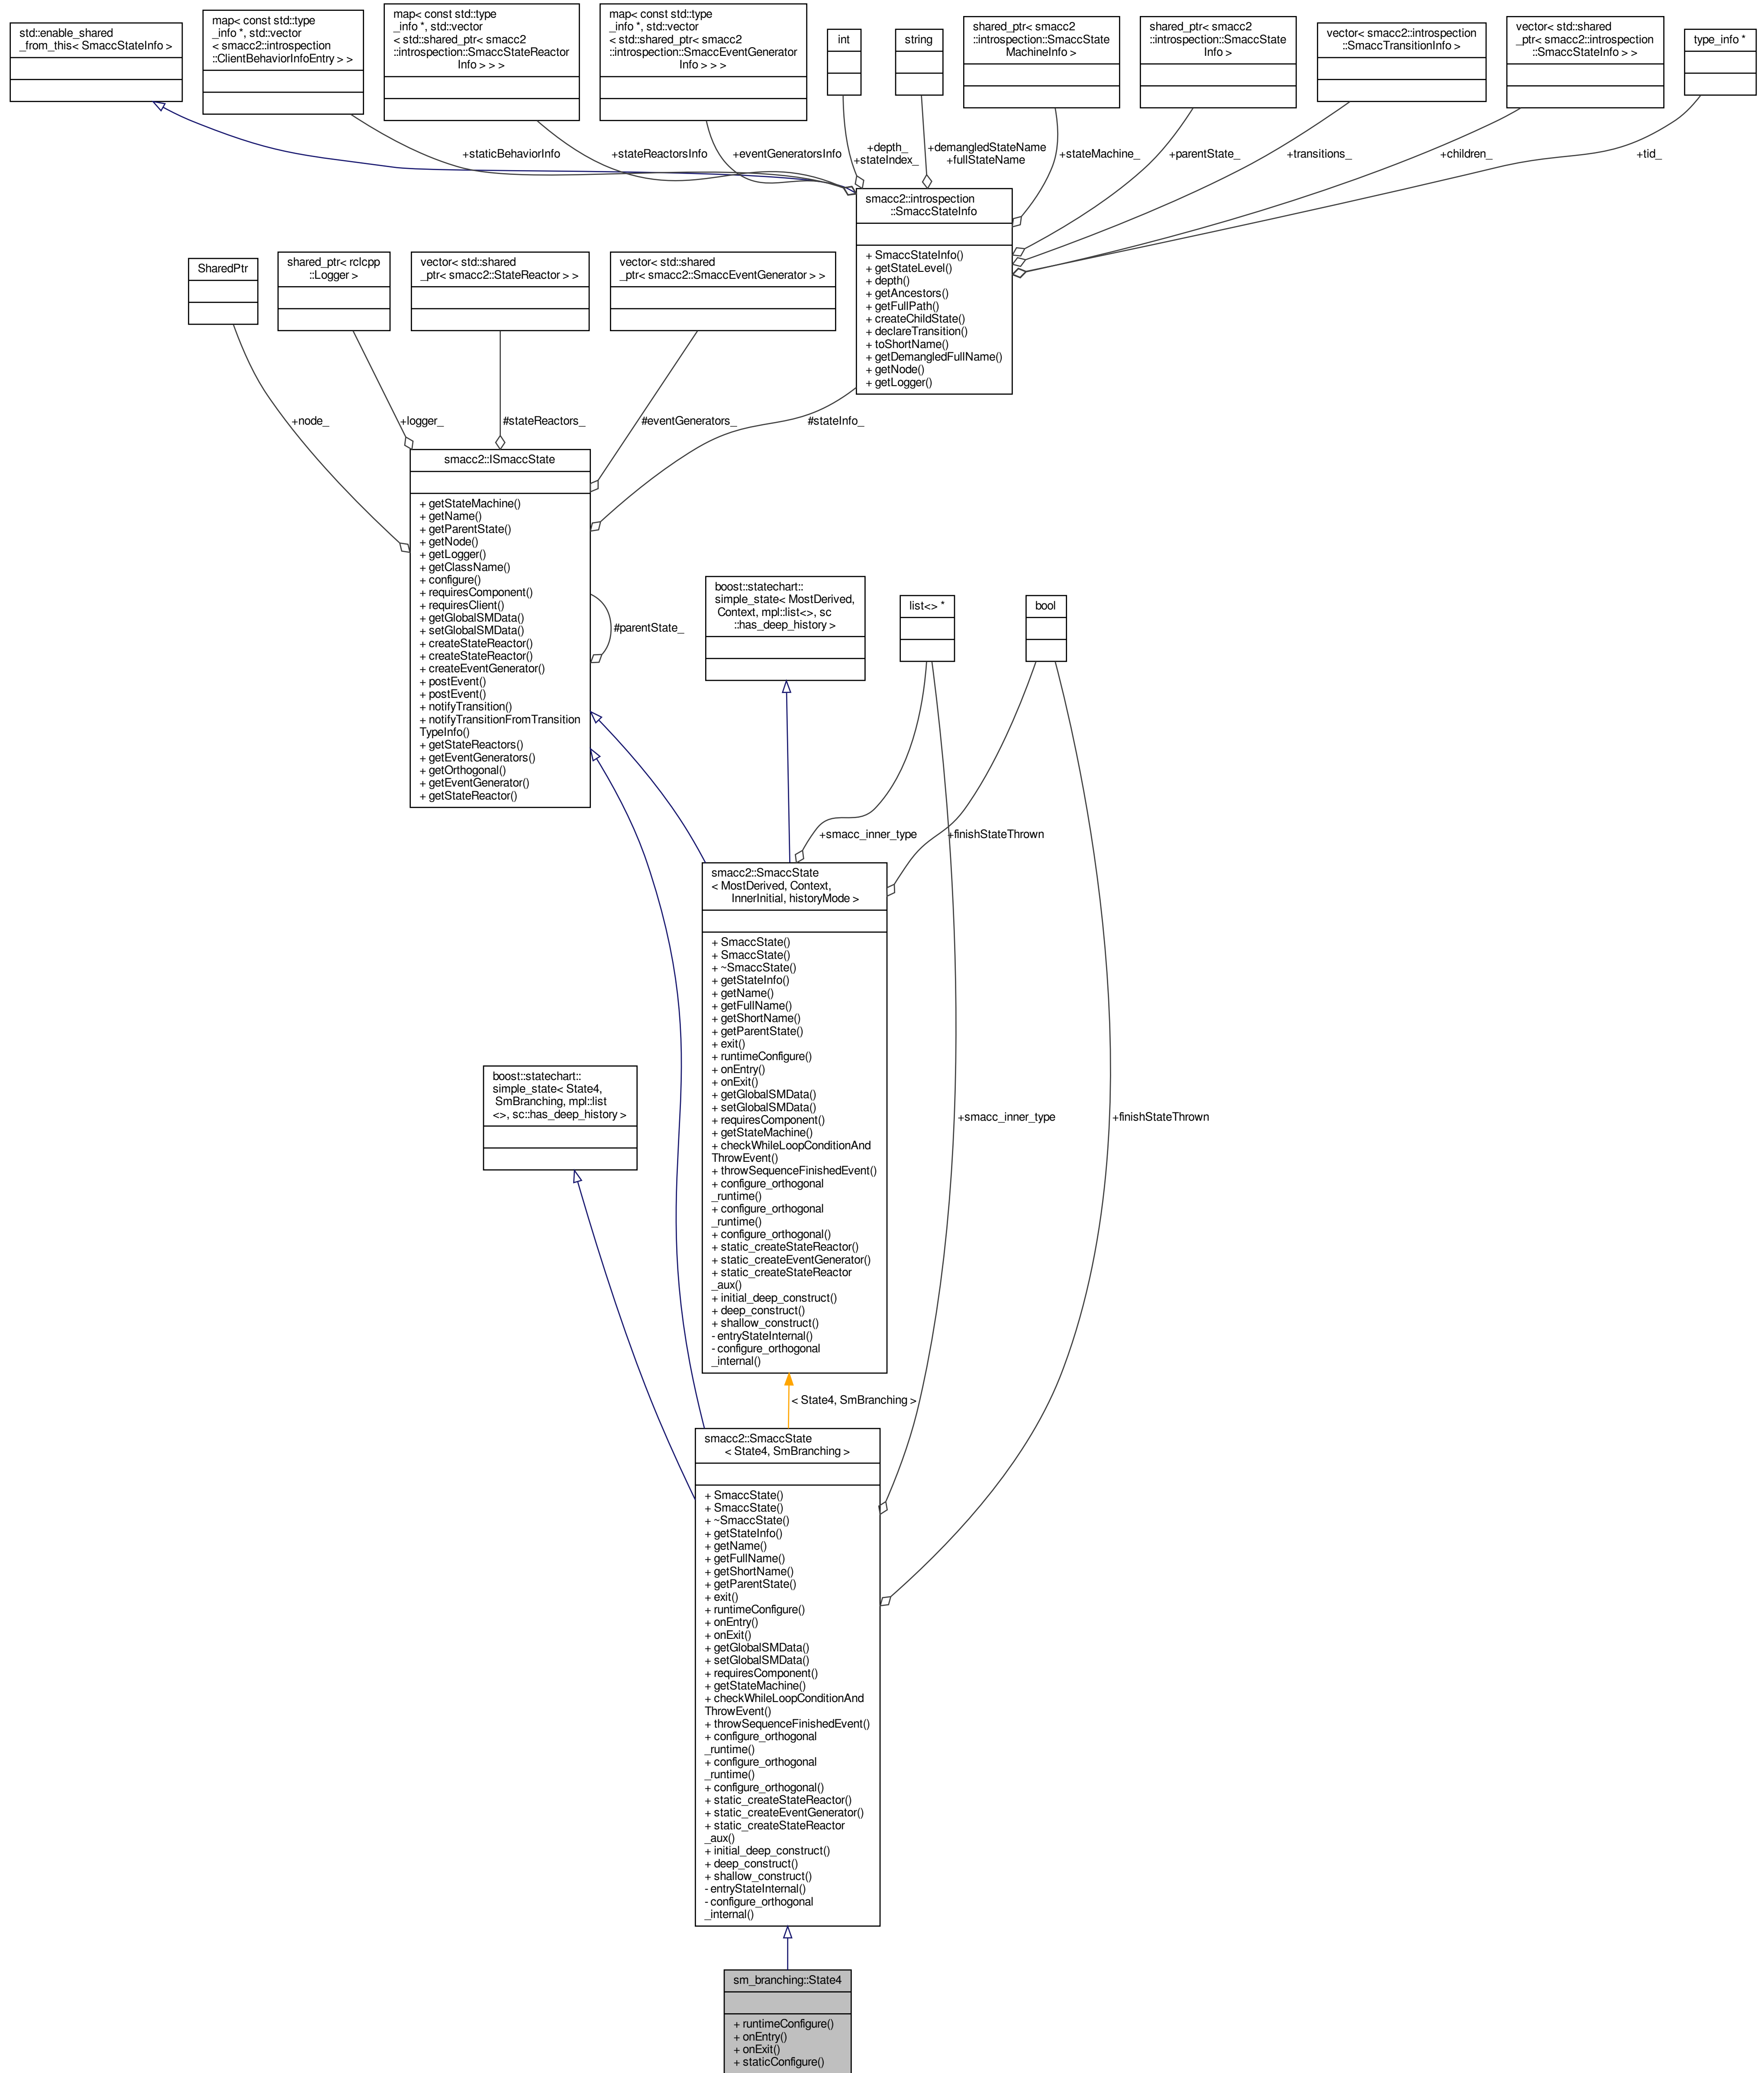 std::enable_shared
_from_this< SmaccStateInfo >
map< const std::type
_info *, std::vector
< smacc2::introspection
::ClientBehaviorInfoEntry > >
map< const std::type
_info *, std::vector
< std::shared_ptr< smacc2
::introspection::SmaccStateReactor
Info > > >
map< const std::type
_info *, std::vector
< std::shared_ptr< smacc2
::introspection::SmaccEventGenerator
Info > > >
int
string
shared_ptr< smacc2
::introspection::SmaccState
MachineInfo >
shared_ptr< smacc2
::introspection::SmaccState
Info >
vector< smacc2::introspection
::SmaccTransitionInfo >
vector< std::shared
_ptr< smacc2::introspection
::SmaccStateInfo > >
type_info *
+staticBehaviorInfo
+stateReactorsInfo
+eventGeneratorsInfo
+depth_
+stateIndex_
+demangledStateName
+fullStateName
+stateMachine_
+parentState_
+transitions_
+children_
+tid_
smacc2::introspection
::SmaccStateInfo
+ SmaccStateInfo()
+ getStateLevel()
+ depth()
+ getAncestors()
+ getFullPath()
+ createChildState()
+ declareTransition()
+ toShortName()
+ getDemangledFullName()
+ getNode()
+ getLogger()
SharedPtr
shared_ptr< rclcpp
::Logger >
vector< std::shared
_ptr< smacc2::StateReactor > >
vector< std::shared
_ptr< smacc2::SmaccEventGenerator > >
+node_
+logger_
#stateReactors_
#eventGenerators_
#stateInfo_
smacc2::ISmaccState
+ getStateMachine()
+ getName()
+ getParentState()
+ getNode()
+ getLogger()
+ getClassName()
+ configure()
+ requiresComponent()
+ requiresClient()
+ getGlobalSMData()
+ setGlobalSMData()
+ createStateReactor()
+ createStateReactor()
+ createEventGenerator()
+ postEvent()
+ postEvent()
+ notifyTransition()
+ notifyTransitionFromTransition
TypeInfo()
+ getStateReactors()
+ getEventGenerators()
+ getOrthogonal()
+ getEventGenerator()
+ getStateReactor()
#parentState_
boost::statechart::
simple_state< MostDerived,
Context, mpl::list<>, sc
::has_deep_history >
list<> *
bool
+smacc_inner_type
+finishStateThrown
smacc2::SmaccState
< MostDerived, Context,
InnerInitial, historyMode >
+ SmaccState()
+ SmaccState()
+ ~SmaccState()
+ getStateInfo()
+ getName()
+ getFullName()
+ getShortName()
+ getParentState()
+ exit()
+ runtimeConfigure()
+ onEntry()
+ onExit()
+ getGlobalSMData()
+ setGlobalSMData()
+ requiresComponent()
+ getStateMachine()
+ checkWhileLoopConditionAnd
ThrowEvent()
+ throwSequenceFinishedEvent()
+ configure_orthogonal
_runtime()
+ configure_orthogonal
_runtime()
+ configure_orthogonal()
+ static_createStateReactor()
+ static_createEventGenerator()
+ static_createStateReactor
_aux()
+ initial_deep_construct()
+ deep_construct()
+ shallow_construct()
- entryStateInternal()
- configure_orthogonal
_internal()
boost::statechart::
simple_state< State4,
SmBranching, mpl::list
<>, sc::has_deep_history >
+smacc_inner_type
+finishStateThrown
< State4, SmBranching >
smacc2::SmaccState
< State4, SmBranching >
+ SmaccState()
+ SmaccState()
+ ~SmaccState()
+ getStateInfo()
+ getName()
+ getFullName()
+ getShortName()
+ getParentState()
+ exit()
+ runtimeConfigure()
+ onEntry()
+ onExit()
+ getGlobalSMData()
+ setGlobalSMData()
+ requiresComponent()
+ getStateMachine()
+ checkWhileLoopConditionAnd
ThrowEvent()
+ throwSequenceFinishedEvent()
+ configure_orthogonal
_runtime()
+ configure_orthogonal
_runtime()
+ configure_orthogonal()
+ static_createStateReactor()
+ static_createEventGenerator()
+ static_createStateReactor
_aux()
+ initial_deep_construct()
+ deep_construct()
+ shallow_construct()
- entryStateInternal()
- configure_orthogonal
_internal()
sm_branching::State4
+ runtimeConfigure()
+ onEntry()
+ onExit()
+ staticConfigure()